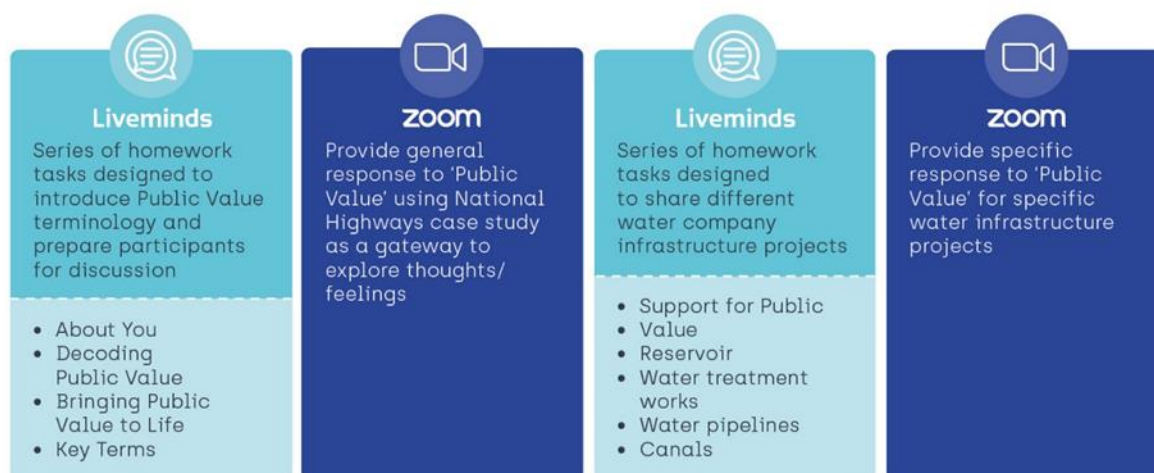 Liveminds
Series of homework
tasks designed to
introduce Public Value
terminology and
prepare participants
for discussion
• About You
• Decoding
Public Value
• Bringing Public
Value to Life
• Key Terms
zoom
Provide general
response to ‘Public
Value’ using National
Highways case study
as a gateway to
explore thoughts/
feelings
Liveminds
Series of homework
tasks designed
to share different
water company
infrastructure projects
• Support for Public
• Value
• Reservoir
• Water treatment
works
• Water pipelines
• Canals
zoom
Provide specific
response to ‘Public
Value’ for specific
water infrastructure
projects